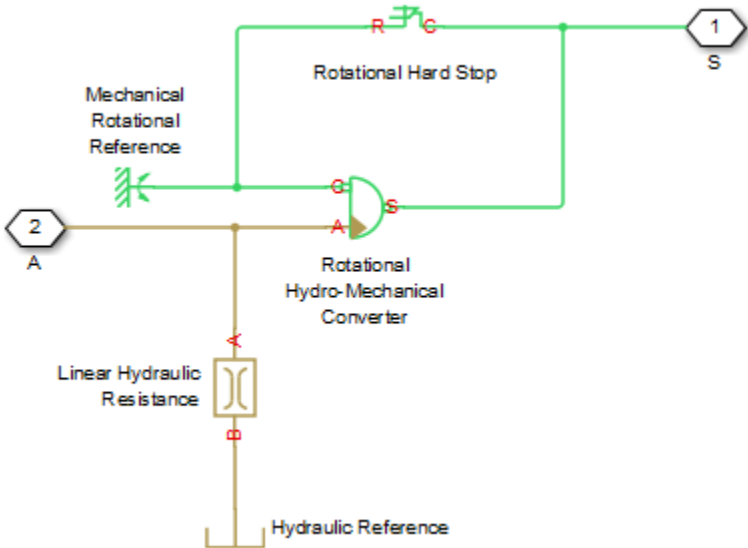 R
C
1
S
Rotational Hard Stop
Mechanical
Rotational
Reference
C
S
2
A
A
Rotational
Hydro-Mechanical
Converter
A
Linear Hydraulic
Resistance
B
Hydraulic Reference